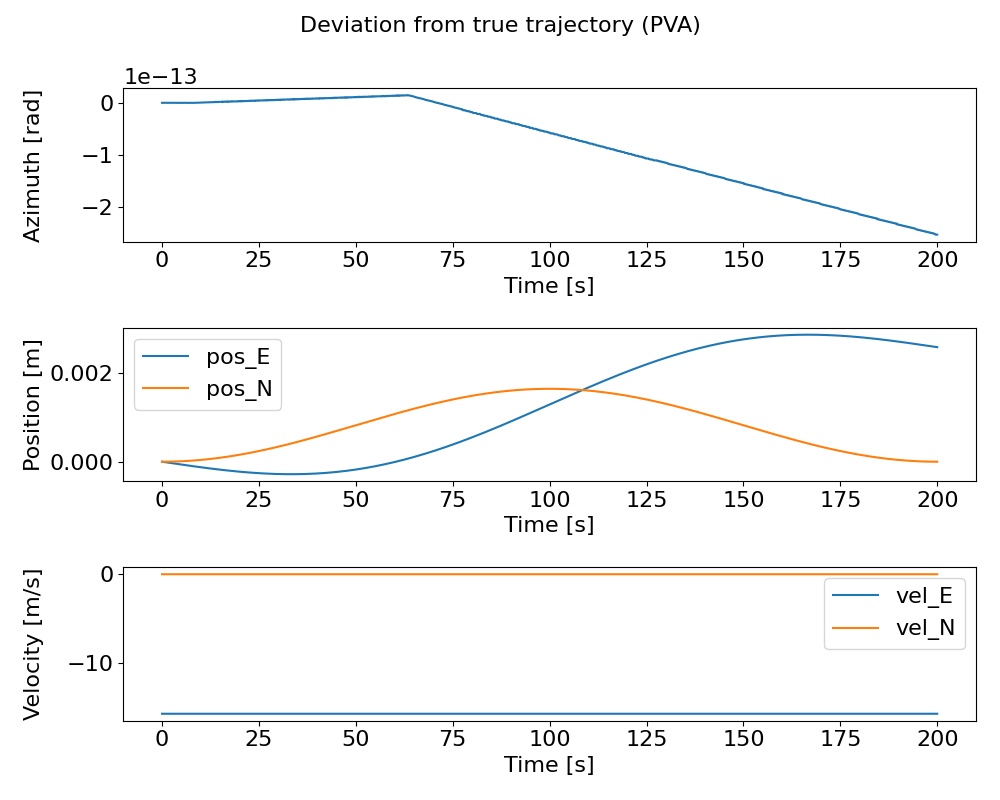 Deviation from true trajectory (PVA)
1e−13
Azimuth [rad]
0
−1
−2
0 25 50 75 100 125 150 175 200
Time [s]
Position [m]
0.002
0.000
pos_E
pos_N
0 25 50 75 100 125 150 175 200
Time [s]
Velocity [m/s]
0
−10
vel_E
vel_N
0 25 50 75 100 125 150 175 200
Time [s]